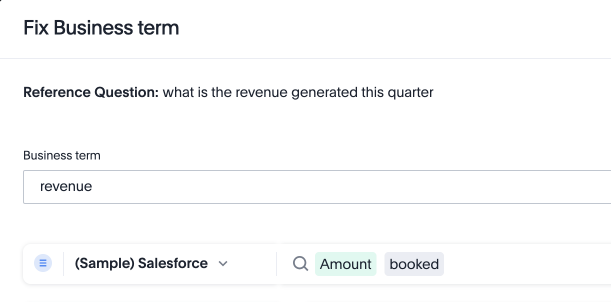 Fix Business term
Reference Question: what is the revenue generated this quarter
Business term
revenue
(Sample) Salesforce Amount booked